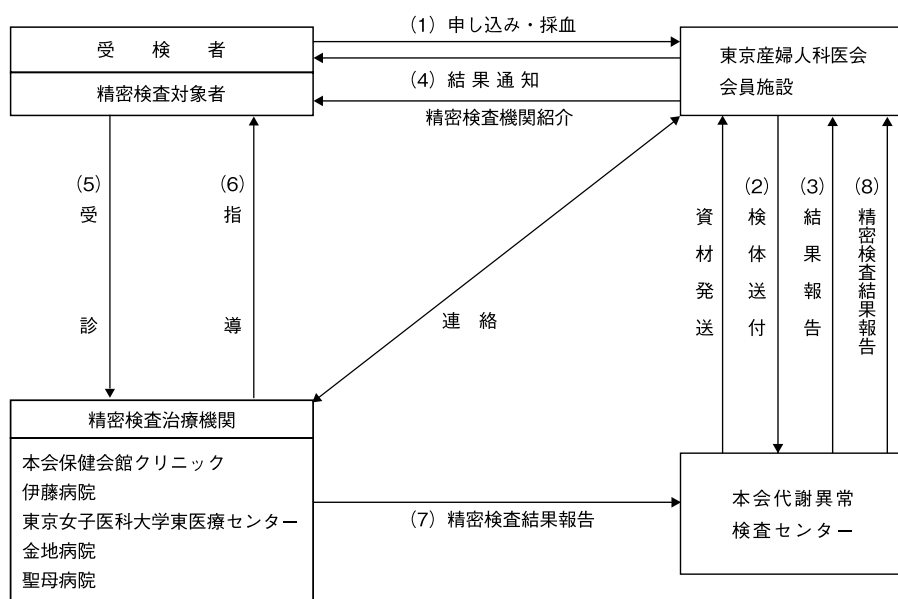 (1) 申し込み・採血
受検者
精密検査対象者
東京産婦人科医会
会員施設
(4) 結果通知
精密検査機関紹介
(5) 受診
(6) 指導
連絡
資材発送
(2) 検体送付
(3) 結果報告
(8) 精密検査結果報告
精密検査治療機関
本会保健会館クリニック
伊藤病院
東京女子医科大学東医療センター
金地病院
聖母病院
(7) 精密検査結果報告
本会代謝異常
検査センター